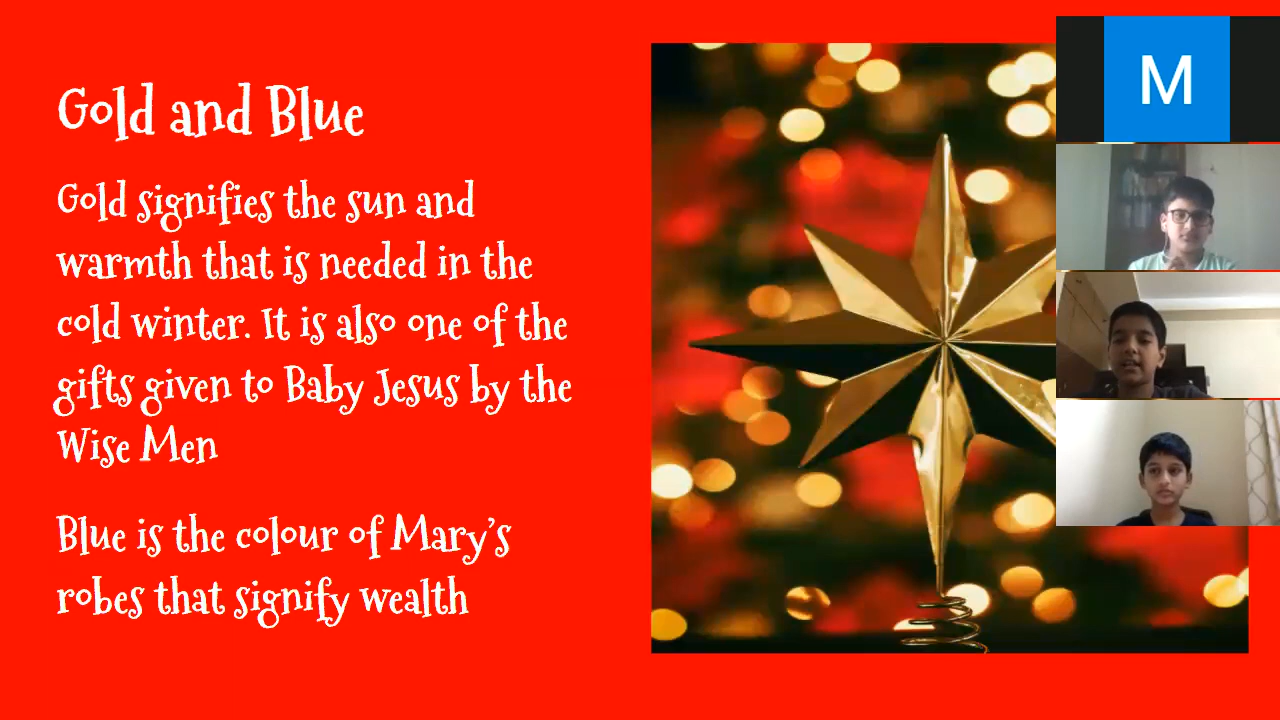 Gold and Blue
Gold signifies the sun and
warmth that is needed in the
cold winter. It is also one of the
gifts given to Baby Jesus by the
Wise Men
Blue is the colour of Mary's
robes that signify wealth
M